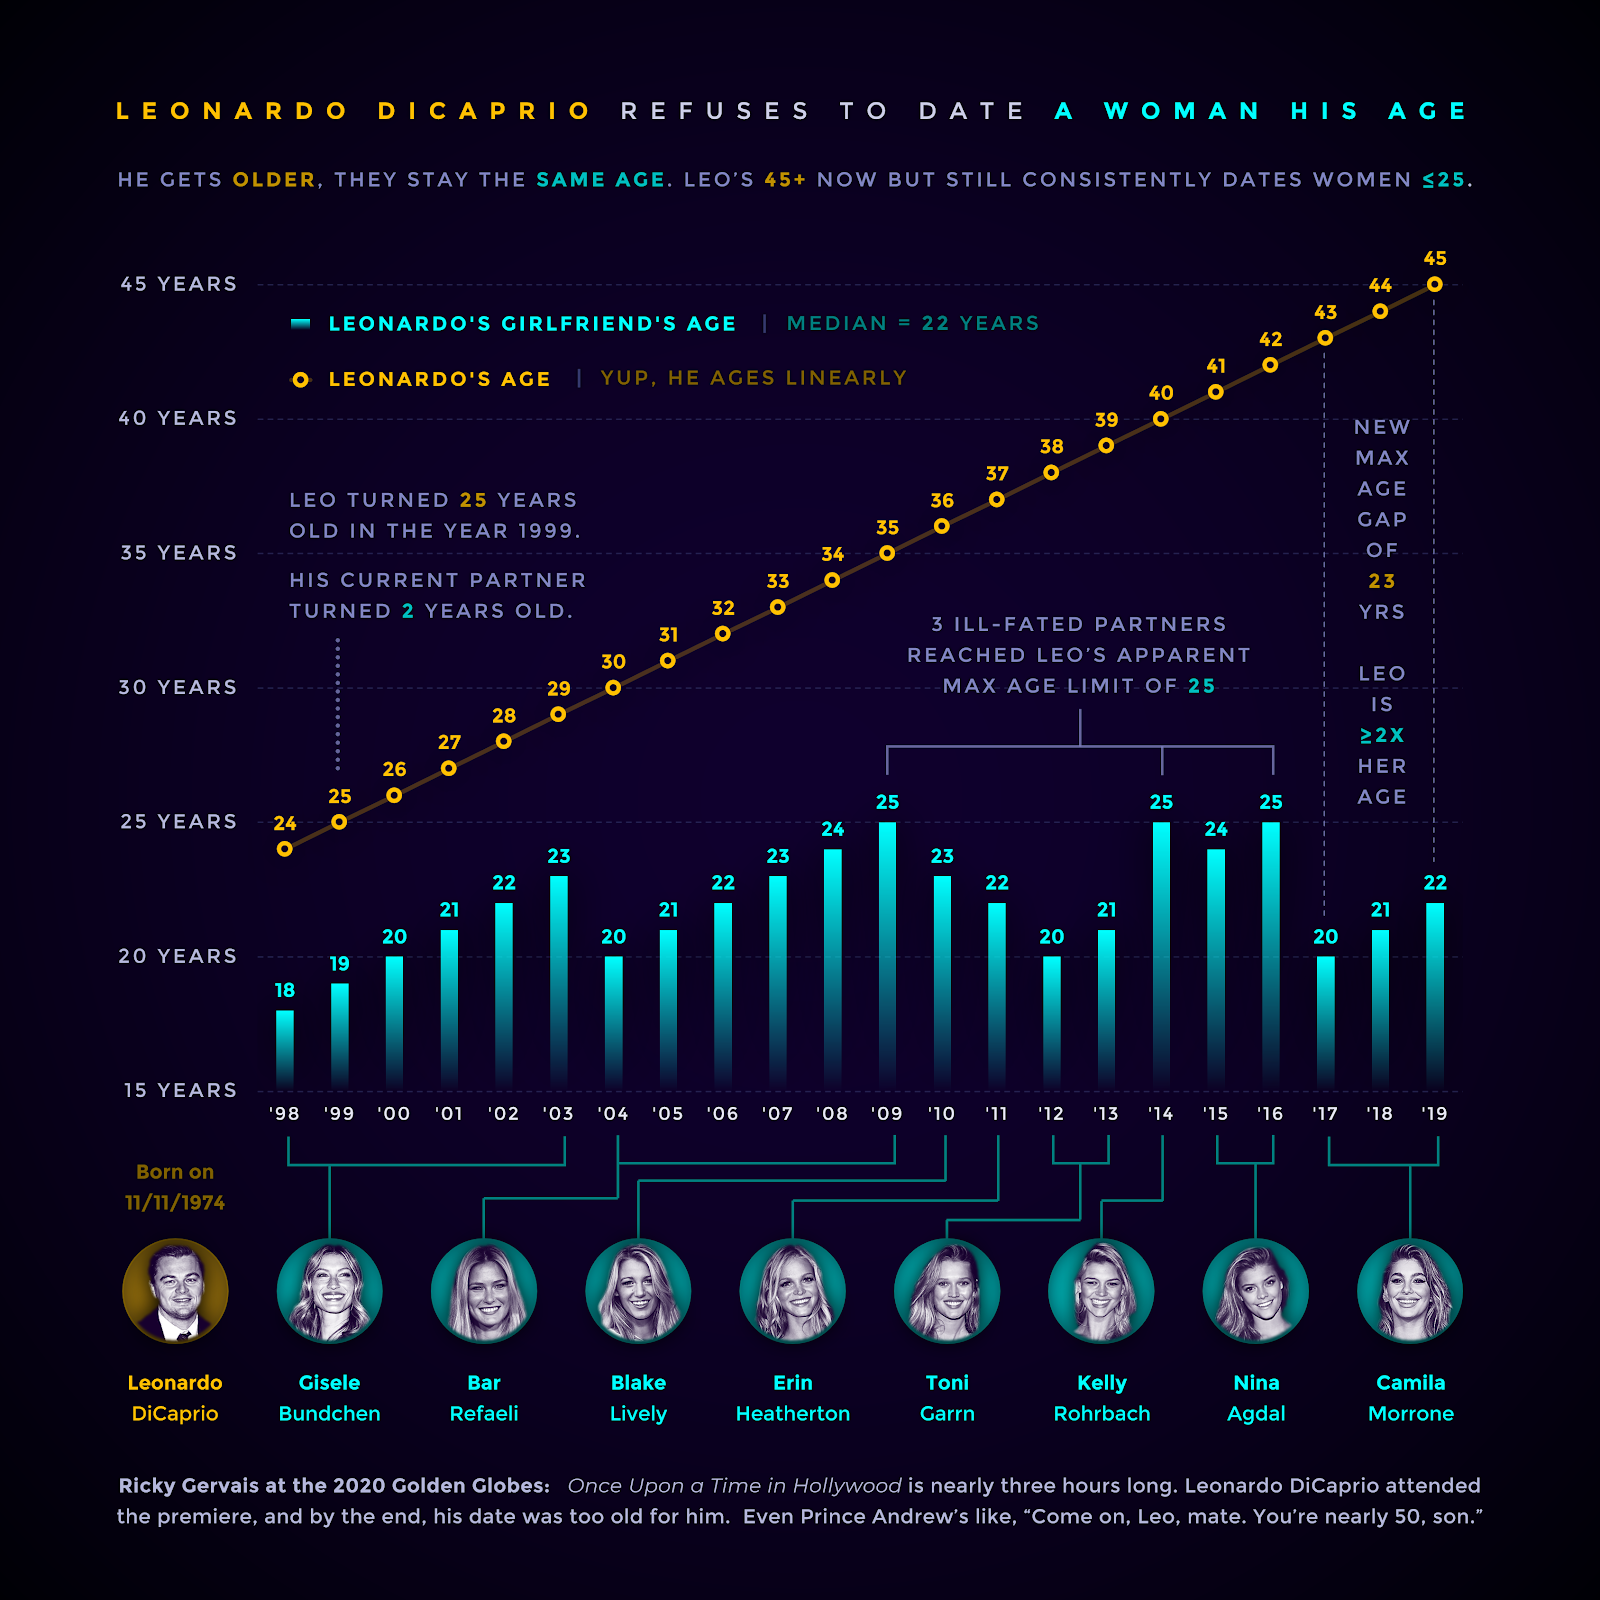 LEONARDO DICAPRIO REFUSES TO DATE A WOMAN HIS AGE
HE GETS OLDER, THEY STAY THE SAME AGE. LEO'S 45+ NOW BUT STILL CONSISTENTLY DATES WOMEN ≤25.
45 YEARS
40 YEARS
35 YEARS
30 YEARS
25 YEARS
20 YEARS
15 YEARS
LEONARDO'S GIRLFRIEND'S AGE | MEDIAN = 22 YEARS
LEONARDO'S AGE | YUP, HE AGES LINEARLY
LEO TURNED 25 YEARS
OLD IN THE YEAR 1999.
HIS CURRENT PARTNER
TURNED 2 YEARS OLD.
3 ILL-FATED PARTNERS
REACHED LEO'S APPARENT
MAX AGE LIMIT OF 25
NEW
MAX
AGE
GAP
OF
23
YRS
LEO
IS
≥2X
HER
AGE
24 25 26 27 28 29 30 31 32 33 34 35 36 37 38 39 40 41 42 43 44 45
18 19 20 21 22 23 20 21 22 23 24 25 23 22 20 21 25 24 25 20 21 22
'98 '99 '00 '01 '02 '03 '04 '05 '06 '07 '08 '09 '10 '11 '12 '13 '14 '15 '16 '17 '18 '19
Born on
11/11/1974
Leonardo
DiCaprio
Gisele
Bundchen
Bar
Refaeli
Blake
Lively
Erin
Heatherton
Toni
Garrn
Kelly
Rohrbach
Nina
Agdal
Camila
Morrone
Ricky Gervais at the 2020 Golden Globes: Once Upon a Time in Hollywood is nearly three hours long. Leonardo DiCaprio attended
the premiere, and by the end, his date was too old for him. Even Prince Andrew's like, "Come on, Leo, mate. You're nearly 50, son."